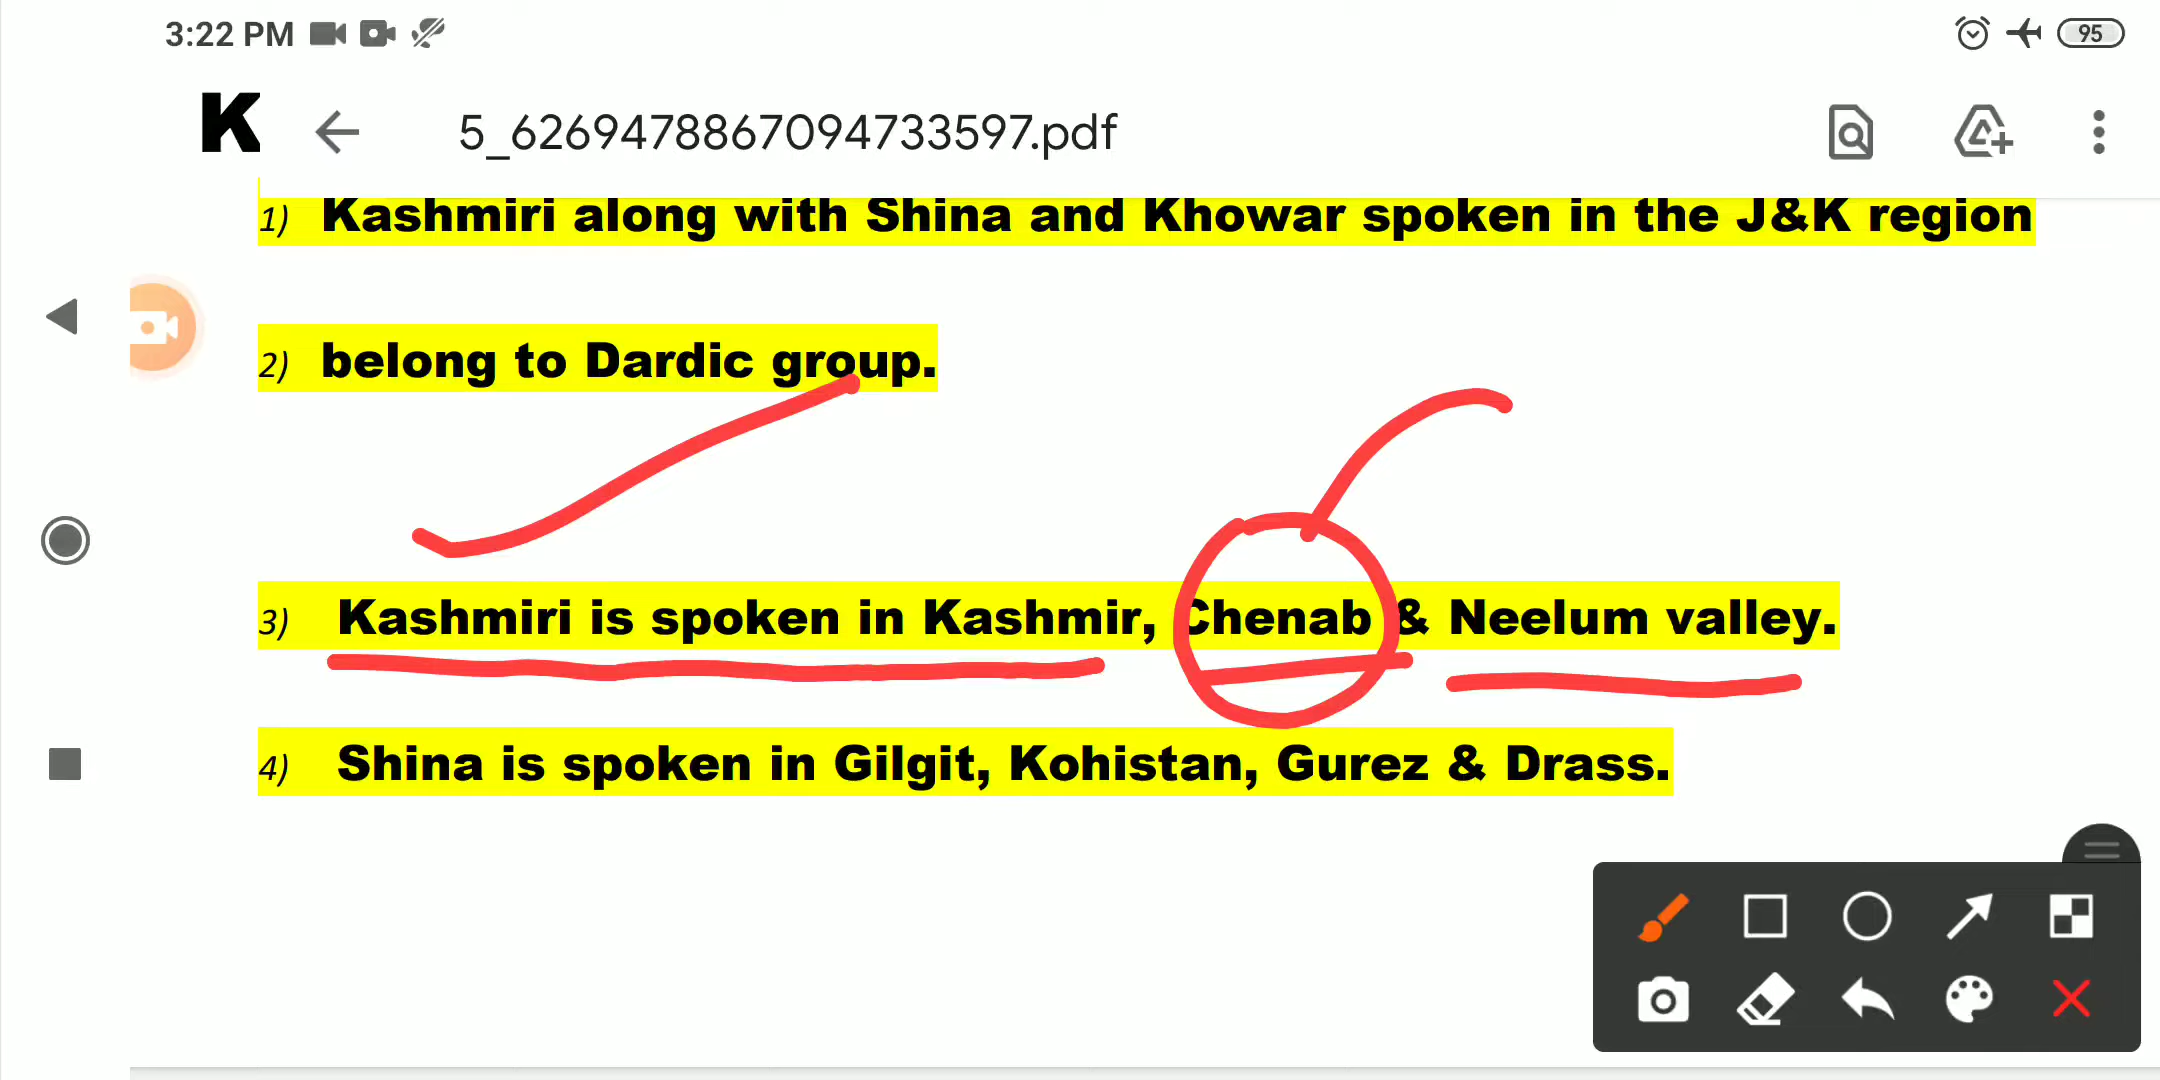 3:22 PM
95
K
5_6269478867094733597.pdf
1) Kashmiri along with Shina and Khowar spoken in the J&K region
2) belong to Dardic group.
3) Kashmiri is spoken in Kashmir, Chenab & Neelum valley.
4) Shina is spoken in Gilgit, Kohistan, Gurez & Drass.